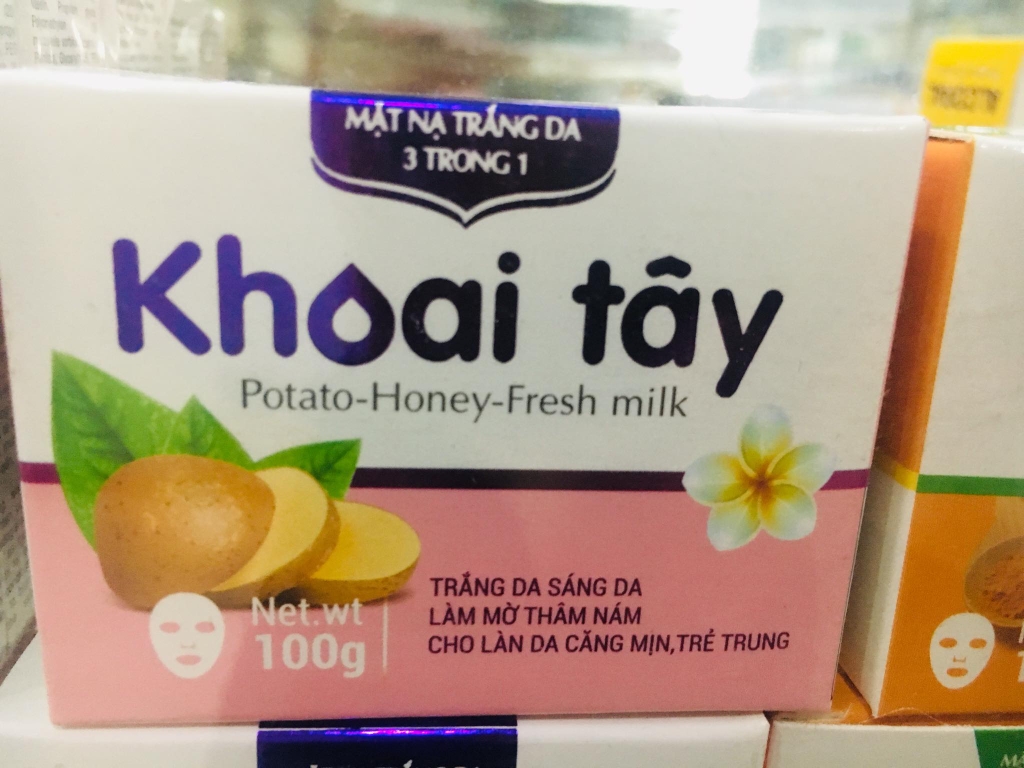 MẶT NẠ TRẮNG DA
3 TRONG 1
Khoai tây
Potato-Honey-Fresh milk
TRẮNG DA SÁNG DA
LÀM MỜ THÂM NÁM
CHO LÀN DA CĂNG MỊN,TRẺ TRUNG
Net.wt
100g